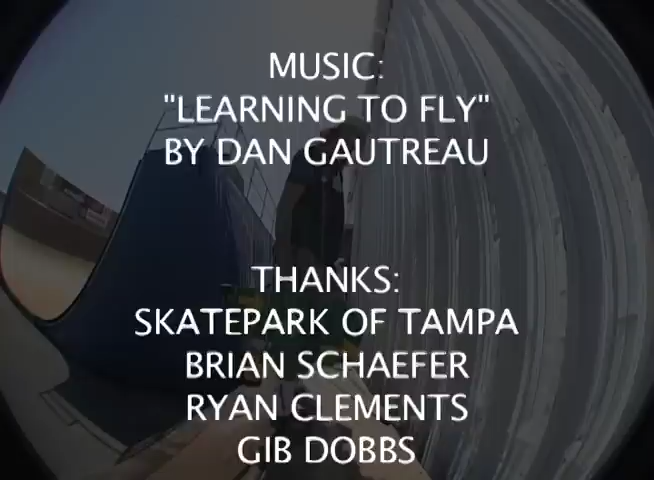 MUSIC:
"LEARNING TO FLY"
BY DAN GAUTREAU
THANKS:
SKATEPARK OF TAMPA
BRIAN SCHAEFER
RYAN CLEMENTS
GIB DOBBS